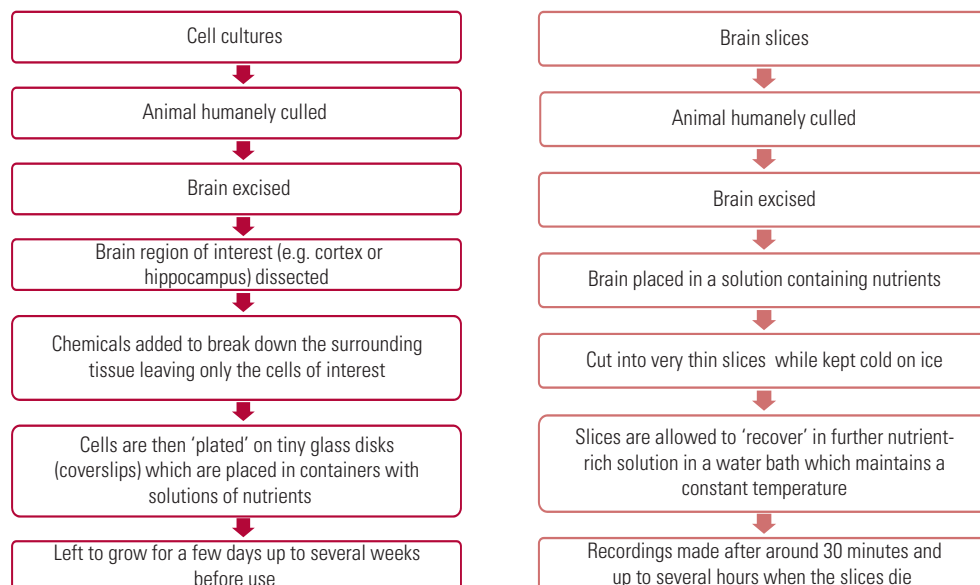 Cell cultures
Animal humanely culled
Brain excised
Brain region of interest (e.g. cortex or
hippocampus) dissected
Chemicals added to break down the surrounding
tissue leaving only the cells of interest
Cells are then ‘plated’ on tiny glass disks
(coverslips) which are placed in containers with
solutions of nutrients
Left to grow for a few days up to several weeks
before use
Brain slices
Animal humanely culled
Brain excised
Brain placed in a solution containing nutrients
Cut into very thin slices while kept cold on ice
Slices are allowed to ‘recover’ in further nutrient-
rich solution in a water bath which maintains a
constant temperature
Recordings made after around 30 minutes and
up to several hours when the slices die